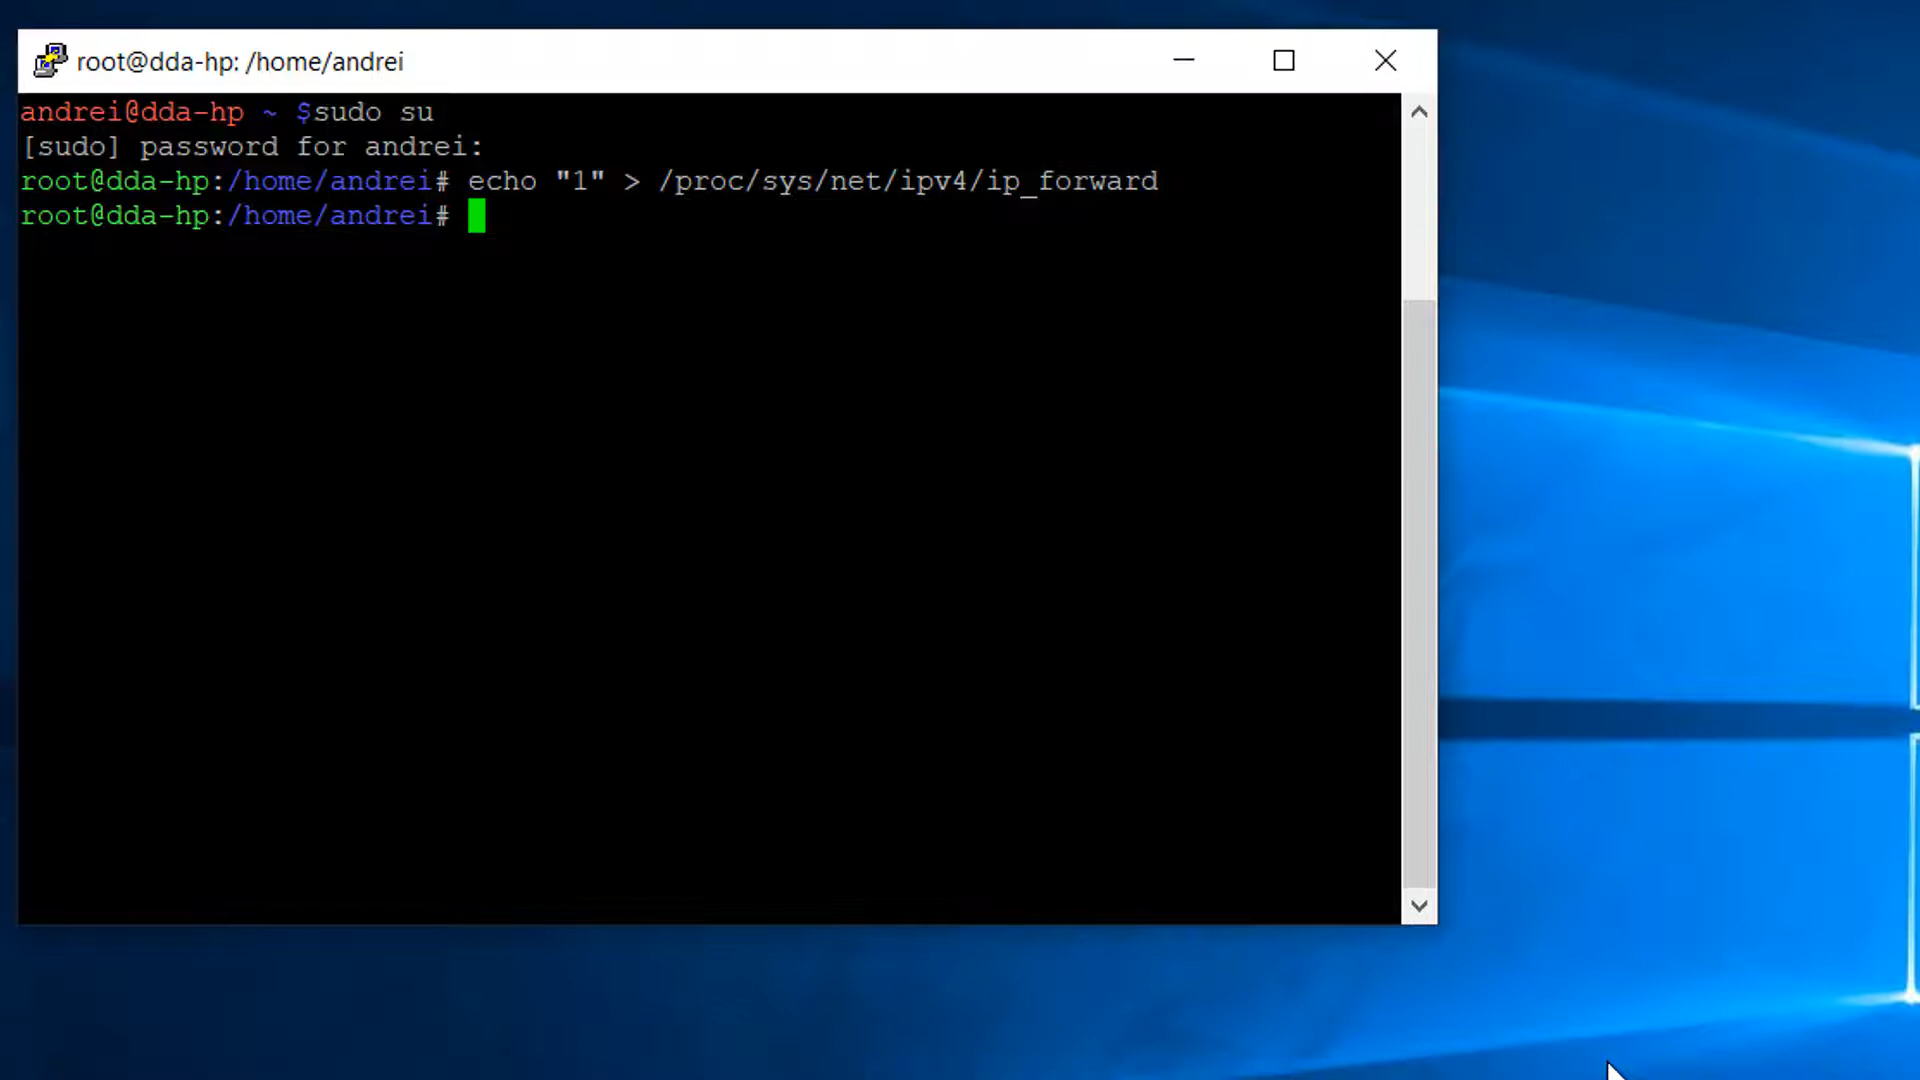 root@dda-hp: /home/andrei
andrei@dda-hp ~ $sudo su
[sudo] password for andrei:
root@dda-hp:/home/andrei# echo "1" > /proc/sys/net/ipv4/ip_forward
root@dda-hp:/home/andrei#